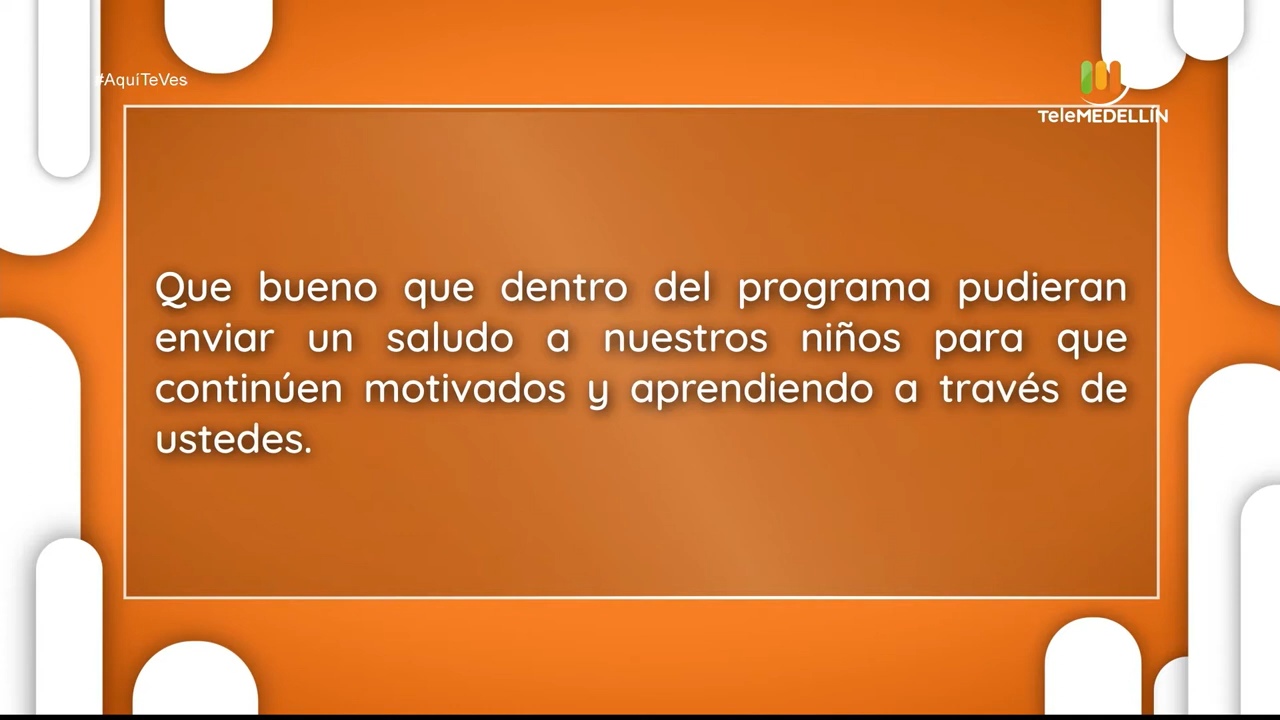 #AquíTeVes
TeleMEDELLÍN
Que bueno que dentro del programa pudieran
enviar un saludo a nuestros niños para que
continúen motivados y aprendiendo a través de
ustedes.